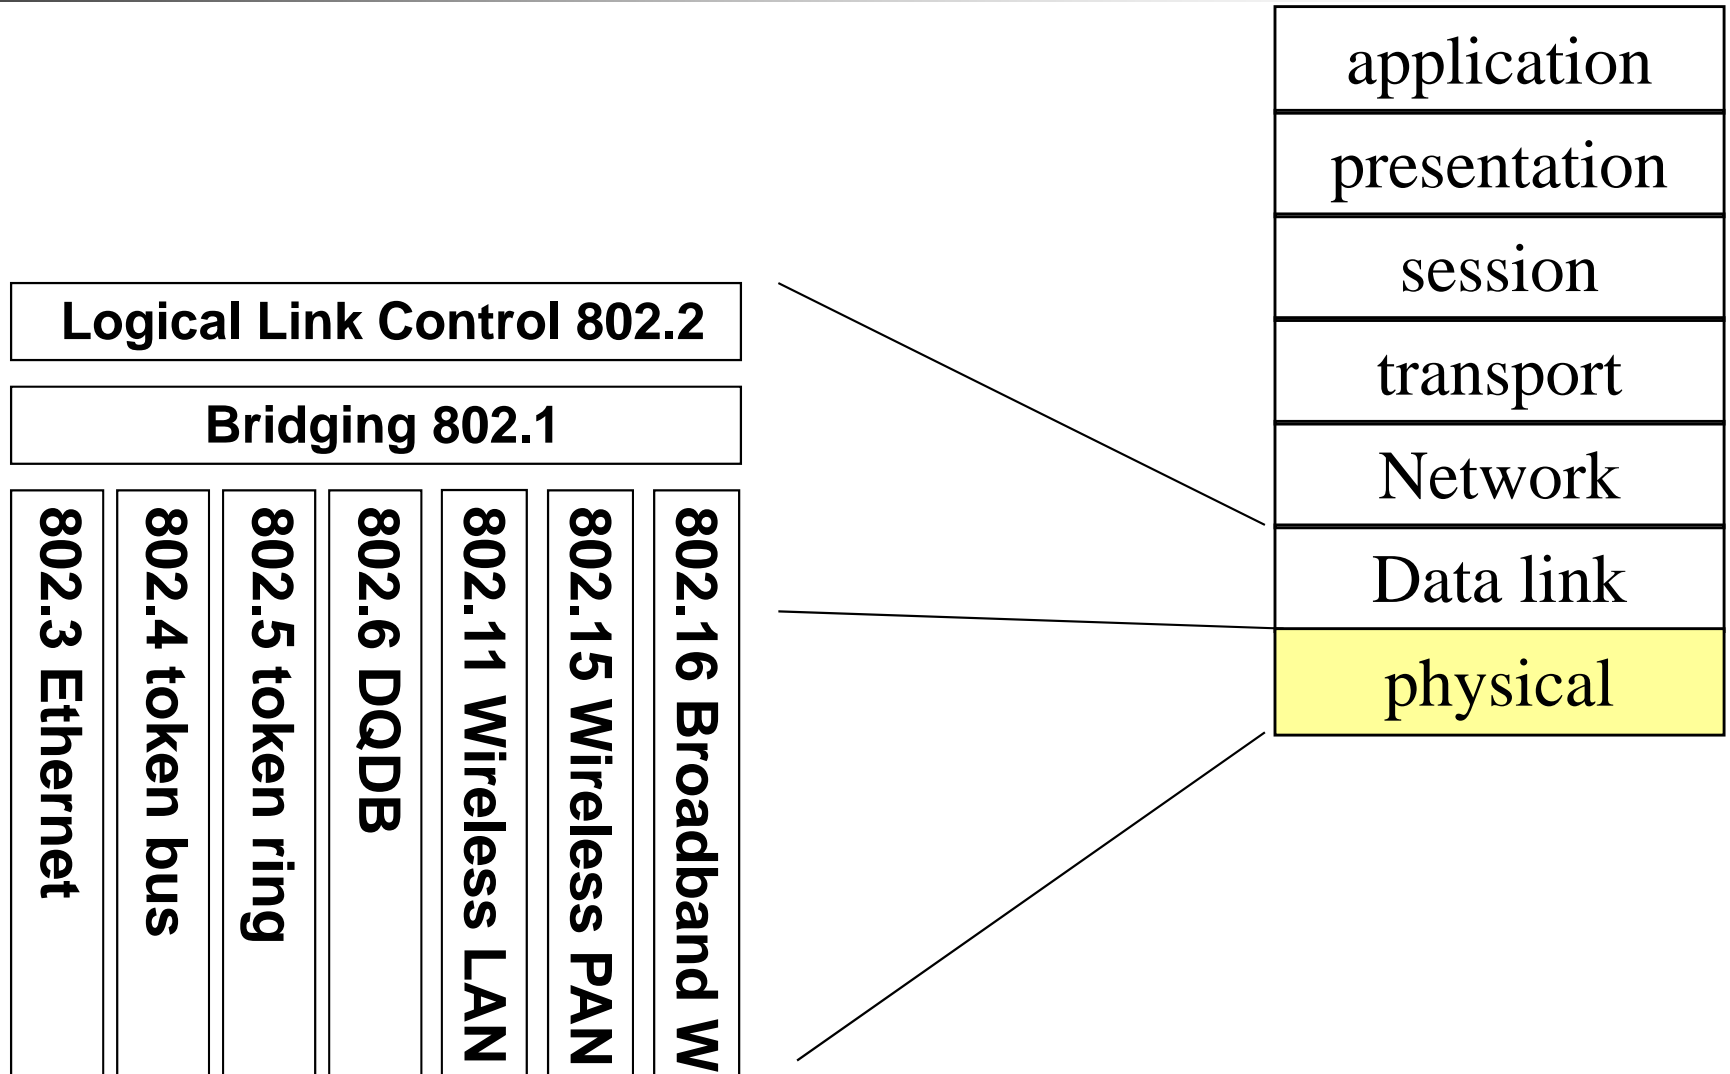 Logical Link Control 802.2
Bridging 802.1
802.3 Ethernet
802.4 token bus
802.5 token ring
802.6 DQDB
802.11 Wireless LAN
802.15 Wireless PAN
802.16 Broadband W
application
presentation
session
transport
Network
Data link
physical